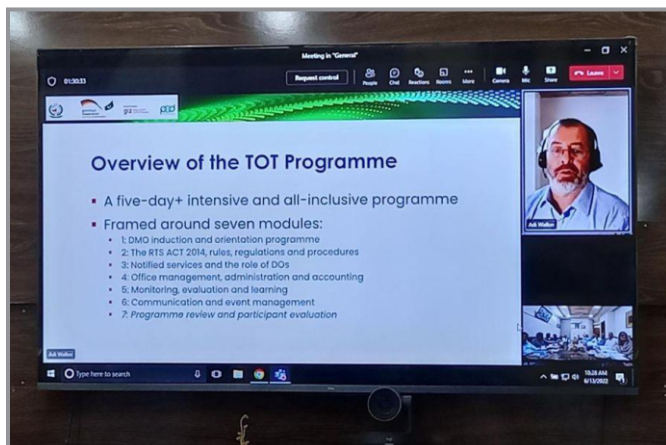 Meeting in "General"
01:30:33
Request control
People
Chat
Reactions
Rooms
More
Camera
Mic
Share
Leave
giz
Overview of the TOT Programme
A five-day+ intensive and all-inclusive programme
Framed around seven modules:
1: DMO induction and orientation programme
2: The RTS ACT 2014, rules, regulations and procedures
3: Notified services and the role of DOs
4: Office management, administration and accounting
5: Monitoring, evaluation and learning
6: Communication and event management
7: Programme review and participant evaluation
Adi Walker
Adi Walker
Type here to search
10:28 AM
6/13/2022